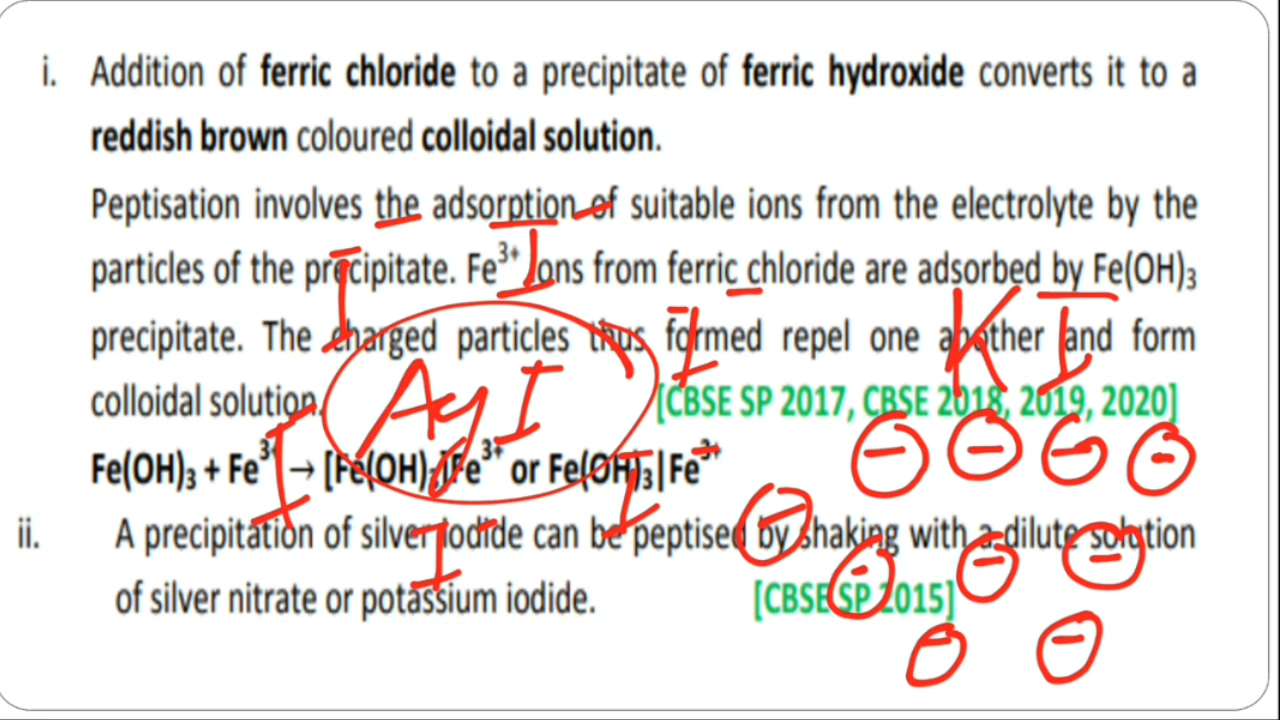 i. Addition of ferric chloride to a precipitate of ferric hydroxide converts it to a
reddish brown coloured colloidal solution.
Peptisation involves the adsorption of suitable ions from the electrolyte by the
particles of the precipitate. Fe³⁺ ions from ferric chloride are adsorbed by Fe(OH)₃
precipitate. The charged particles thus formed repel one another and form
colloidal solution. [CBSE SP 2017, CBSE 2018, 2019, 2020]
Fe(OH)₃ + Fe³⁺ → [Fe(OH)₃]Fe³⁺ or Fe(OH)₃|Fe³⁺
ii. A precipitation of silver iodide can be peptised by shaking with a dilute solution
of silver nitrate or potassium iodide. [CBSE SP 2015]
AgI
I⁻
I⁻
I⁻
I⁻
I⁻
I⁻
KI